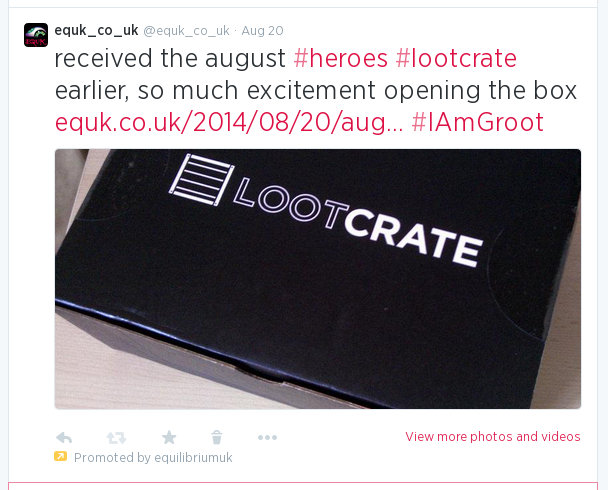 equk_co_uk @equk_co_uk · Aug 20
received the august #heroes #lootcrate
earlier, so much excitement opening the box
equk.co.uk/2014/08/20/aug... #IAmGroot
LOOTCRATE
View more photos and videos
Promoted by equilibriumuk